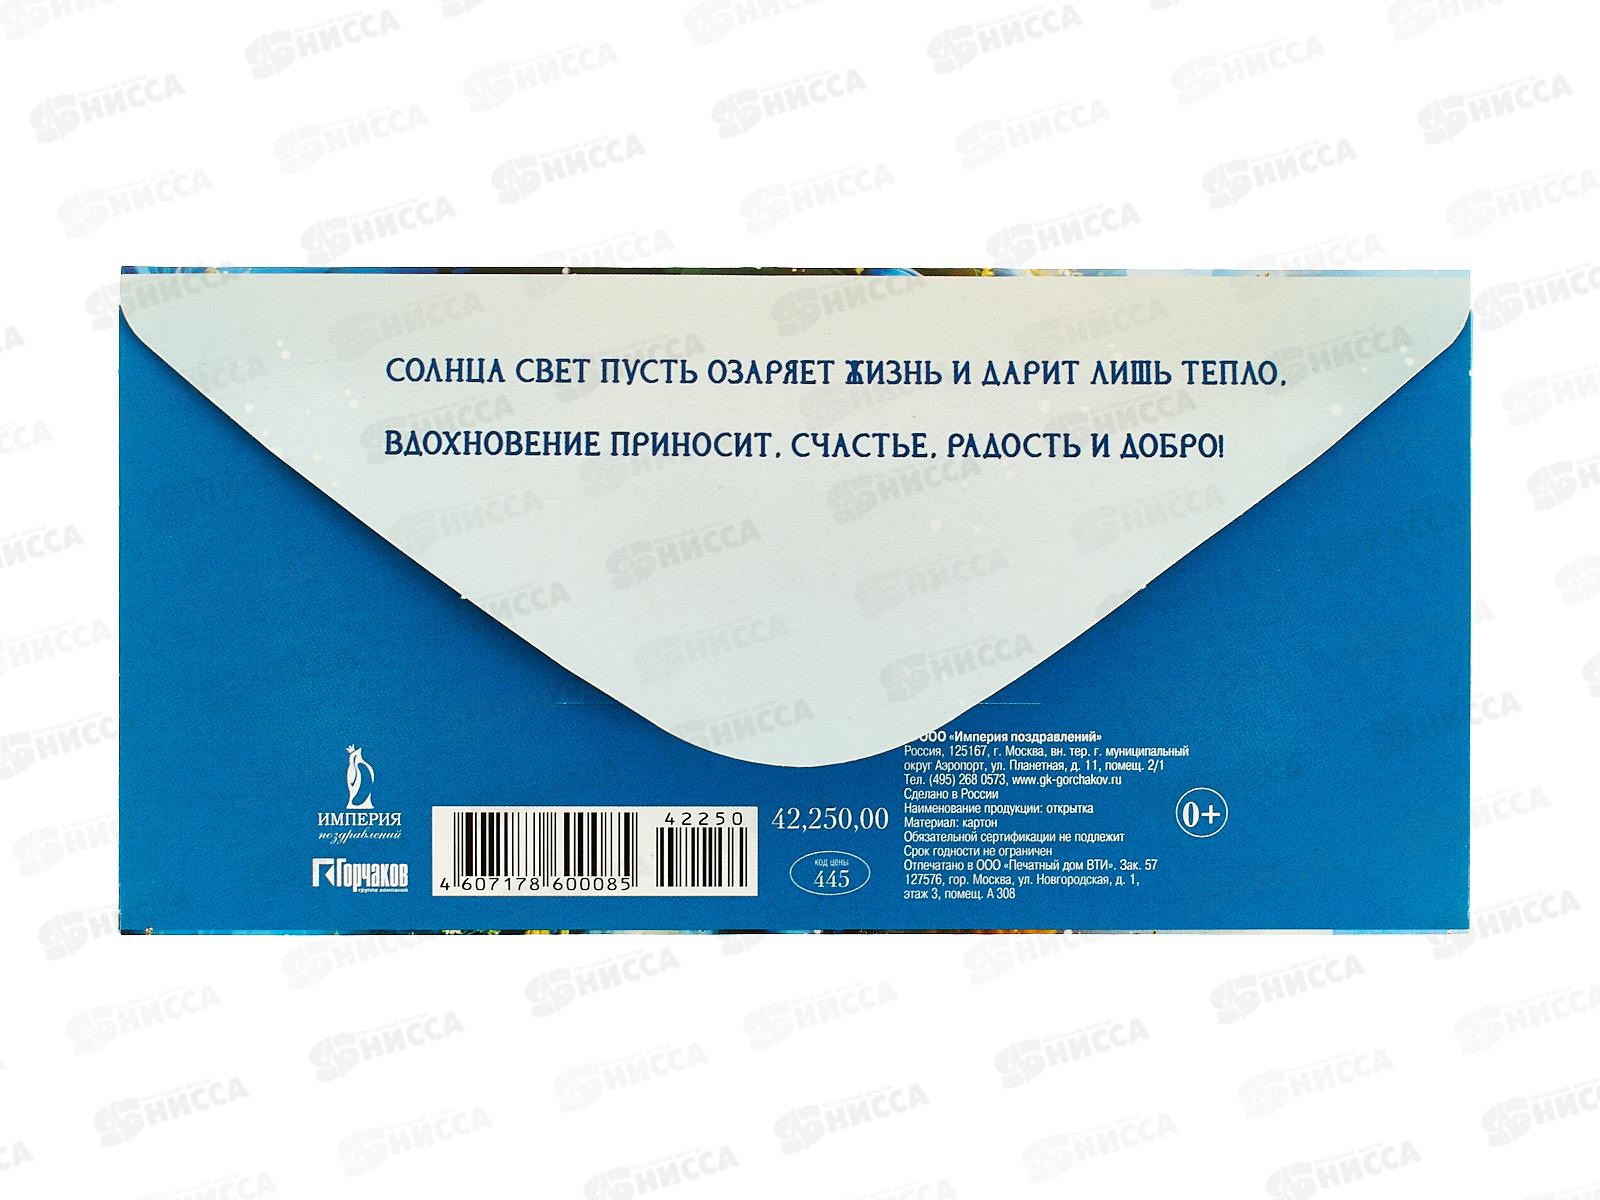 СОЛНЦА СВЕТ ПУСТЬ ОЗАРЯЕТ ЖИЗНЬ И ДАРИТ ЛИШЬ ТЕПЛО,
ВДОХНОВЕНИЕ ПРИНОСИТ, СЧАСТЬЕ, РАДОСТЬ И ДОБРО!
ИМПЕРИЯ
поздравлений
Горчаков
группа компаний
42250
4 607178 600085
42,250,00
код цены
445
ООО «Империя поздравлений»
Россия, 125167, г. Москва, вн. тер. г. муниципальный
округ Аэропорт, ул. Планетная, д. 11, помещ. 2/1
Тел. (495) 268 0573, www.gk-gorchakov.ru
Сделано в России
Наименование продукции: открытка
Материал: картон
Обязательной сертификации не подлежит
Срок годности не ограничен
Отпечатано в ООО «Печатный дом ВТИ». Зак. 57
127576, гор. Москва, ул. Новгородская, д. 1,
этаж 3, помещ. А 308
0+
НИССА